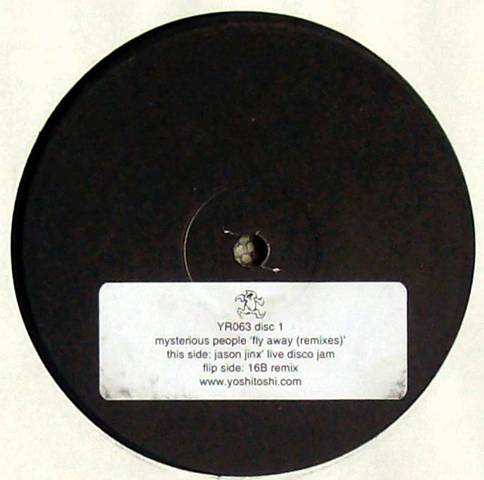 YR063 disc 1
mysterious people 'fly away (remixes)'
this side: jason jinx' live disco jam
flip side: 16B remix
www.yoshitoshi.com